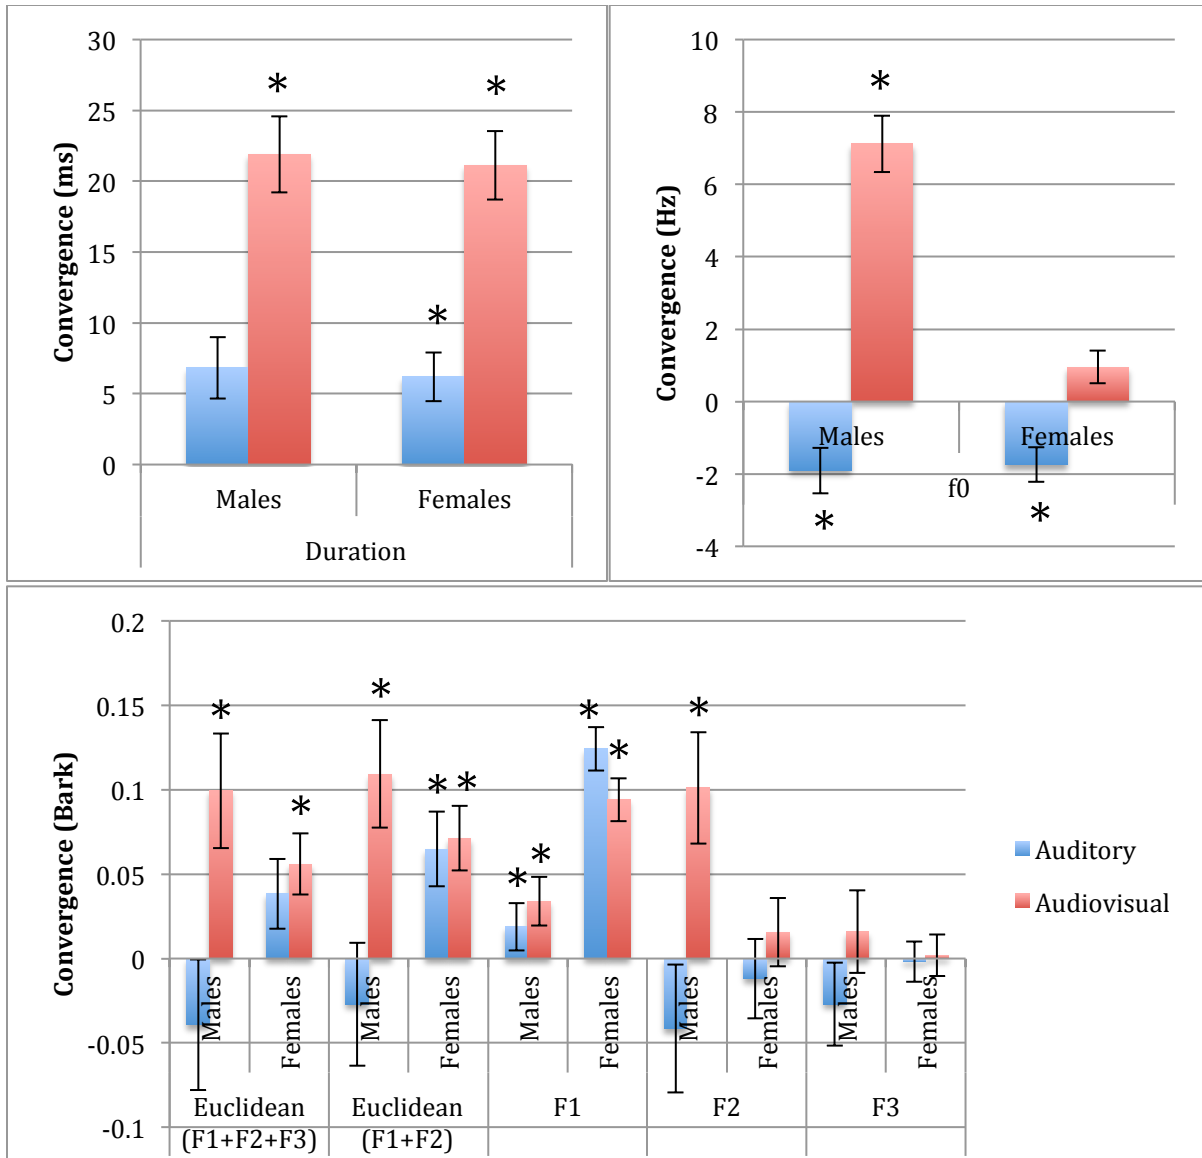 30
25
20
15
10
5
0
Convergence (ms)
*
*
*
Males
Females
Duration
10
8
6
4
2
0
-2
-4
Convergence (Hz)
*
Males
Females
f0
*
*
0.2
0.15
0.1
0.05
0
-0.05
-0.1
Convergence (Bark)
*
*
*
*
*
*
*
*
*
*
Males
Females
Males
Females
Males
Females
Males
Females
Males
Females
Euclidean
(F1+F2+F3)
Euclidean
(F1+F2)
F1
F2
F3
Auditory
Audiovisual